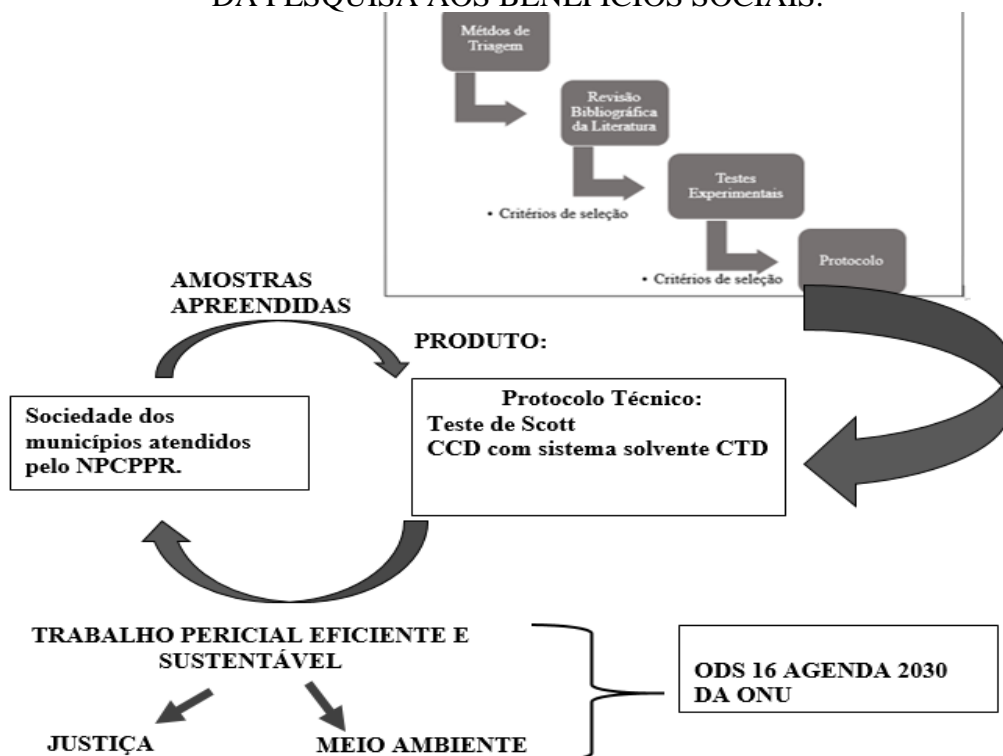 DA PESQUISA AOS BENEFÍCIOS SOCIAIS.
Métdos de
Triagem
Revisão
Bibliográfica
da Literatura
Testes
Experimentais
• Critérios de seleção
Protocolo
• Critérios de seleção
AMOSTRAS
APREENDIDAS
PRODUTO:
Sociedade dos
municípios atendidos
pelo NPCPPR.
Protocolo Técnico:
Teste de Scott
CCD com sistema solvente CTD
TRABALHO PERICIAL EFICIENTE E
SUSTENTÁVEL
ODS 16 AGENDA 2030
DA ONU
JUSTIÇA
MEIO AMBIENTE